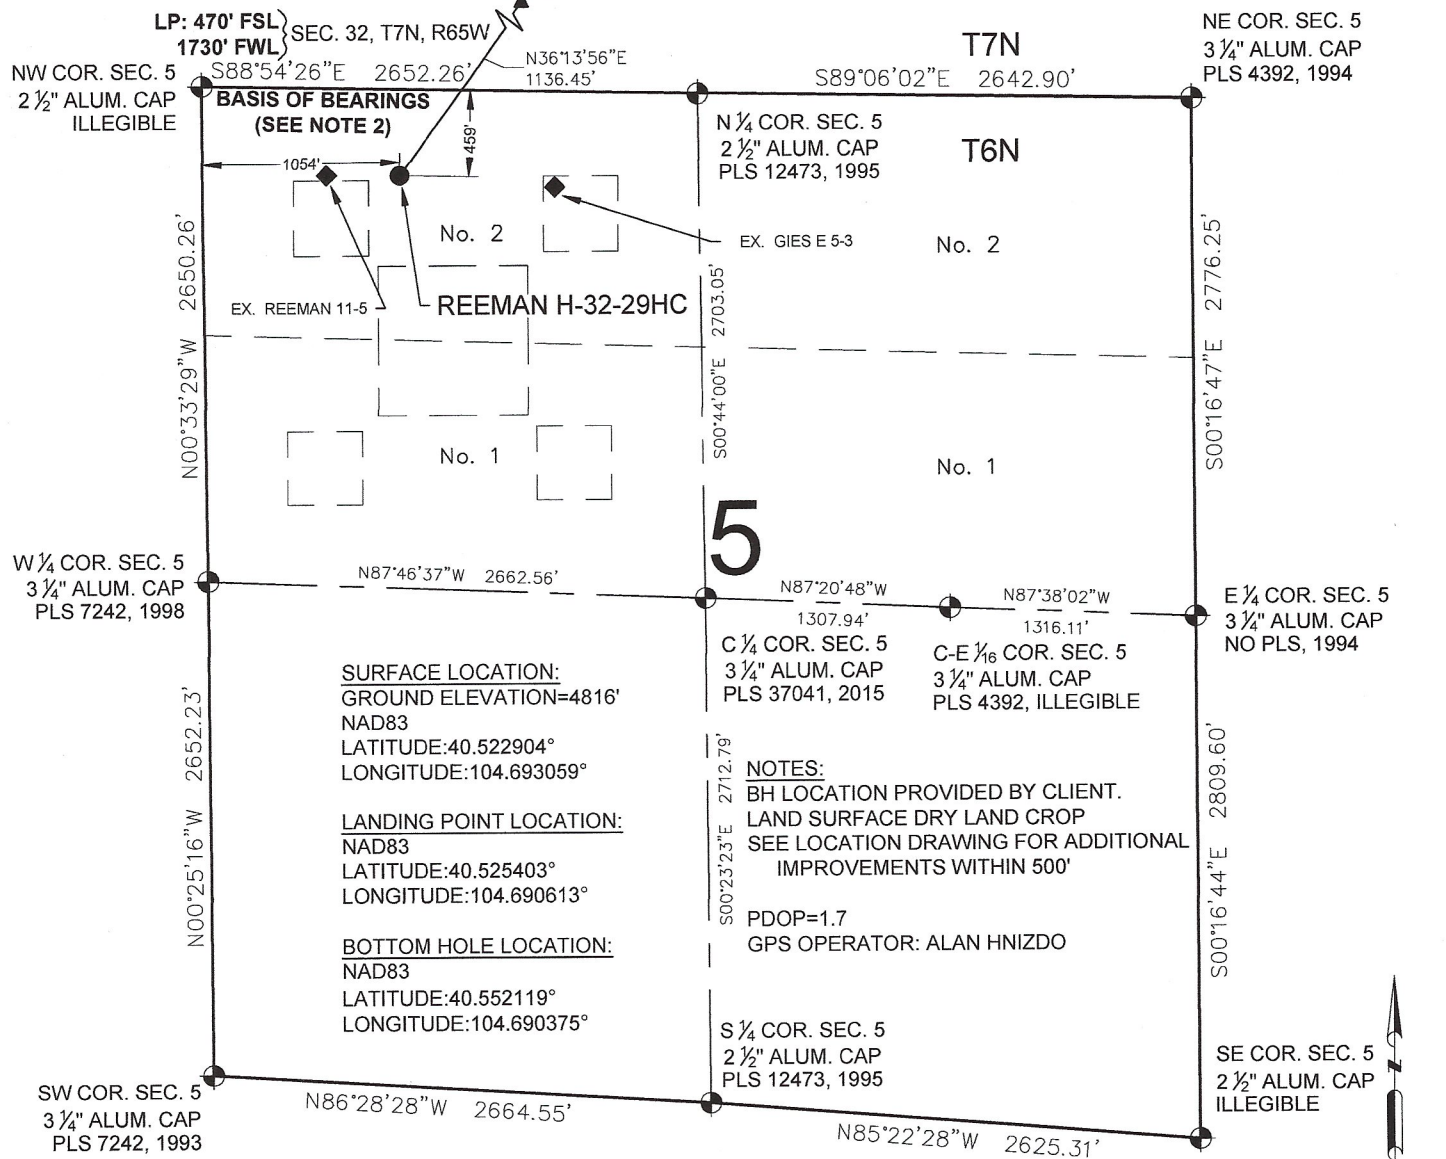 LP: 470' FSL
1730' FWL
SEC. 32, T7N, R65W
N36°13'56"E
1136.45'
T7N
NE COR. SEC. 5
3 ¼" ALUM. CAP
PLS 4392, 1994
NW COR. SEC. 5
2 ½" ALUM. CAP
ILLEGIBLE
S88°54'26"E 2652.26'
S89°06'02"E 2642.90'
BASIS OF BEARINGS
(SEE NOTE 2)
459'
1054'
N ¼ COR. SEC. 5
2 ½" ALUM. CAP
PLS 12473, 1995
T6N
No. 2
EX. GIES E 5-3
No. 2
EX. REEMAN 11-5
REEMAN H-32-29HC
N00°33'29"W 2650.26'
S00°44'00"E 2703.05'
S00°16'47"E 2776.25'
No. 1
No. 1
5
W ¼ COR. SEC. 5
3 ¼" ALUM. CAP
PLS 7242, 1998
N87°46'37"W 2662.56'
N87°20'48"W
1307.94'
N87°38'02"W
1316.11'
E ¼ COR. SEC. 5
3 ¼" ALUM. CAP
NO PLS, 1994
C ¼ COR. SEC. 5
3 ¼" ALUM. CAP
PLS 37041, 2015
C-E 1⁄16 COR. SEC. 5
3 ¼" ALUM. CAP
PLS 4392, ILLEGIBLE
SURFACE LOCATION:
GROUND ELEVATION=4816'
NAD83
LATITUDE:40.522904°
LONGITUDE:104.693059°
LANDING POINT LOCATION:
NAD83
LATITUDE:40.525403°
LONGITUDE:104.690613°
BOTTOM HOLE LOCATION:
NAD83
LATITUDE:40.552119°
LONGITUDE:104.690375°
N00°25'16"W 2652.23'
S00°23'23"E 2712.79'
S00°16'44"E 2809.60'
NOTES:
BH LOCATION PROVIDED BY CLIENT.
LAND SURFACE DRY LAND CROP
SEE LOCATION DRAWING FOR ADDITIONAL
IMPROVEMENTS WITHIN 500'
PDOP=1.7
GPS OPERATOR: ALAN HNIZDO
S ¼ COR. SEC. 5
2 ½" ALUM. CAP
PLS 12473, 1995
SW COR. SEC. 5
3 ¼" ALUM. CAP
PLS 7242, 1993
N86°28'28"W 2664.55'
N85°22'28"W 2625.31'
SE COR. SEC. 5
2 ½" ALUM. CAP
ILLEGIBLE
N